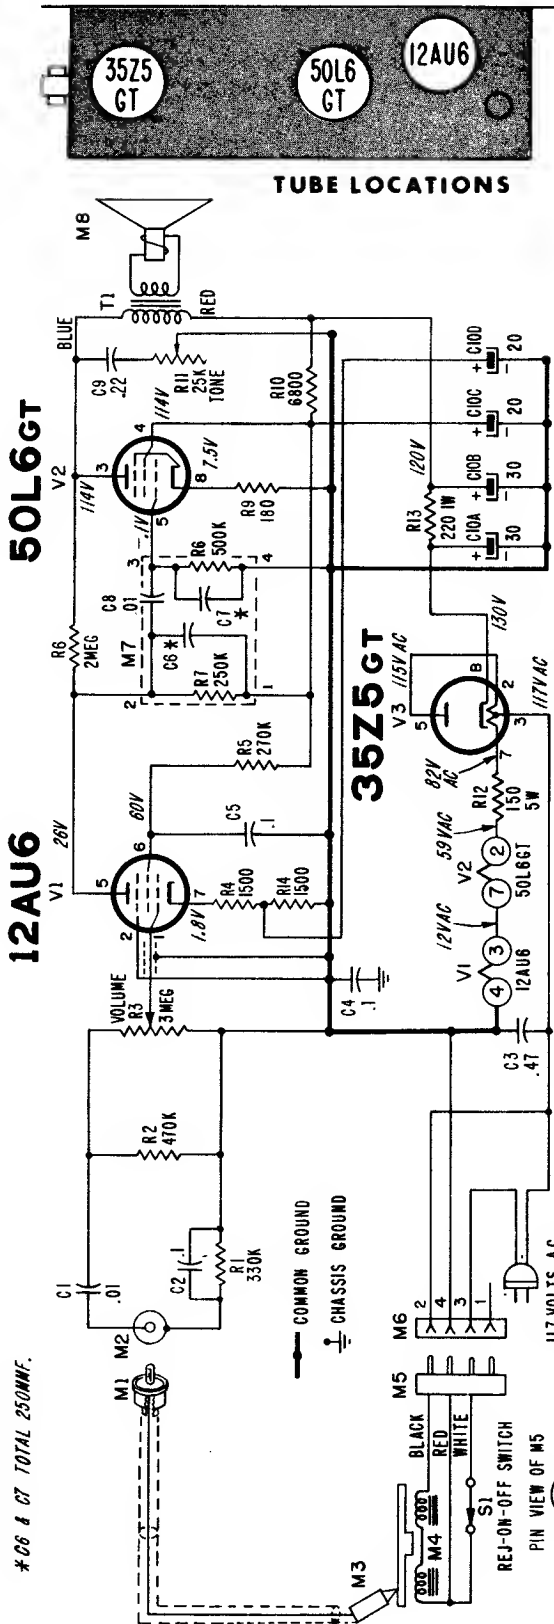 35Z5
GT
50L6
GT
12AU6
TUBE LOCATIONS
M8
T1
BLUE
RED
C9
.22
R11
25K
TONE
50L6GT
V2
114V
3
4
114V
5
8
7.5V
.1V
R10
6800
R9
180
R6
2MEG
3
C8
.01
R6
500K
4
C7
*
M7
C6 *
2
R7
250K
1
R5
270K
C10D
+
-
20
C10C
+
-
20
C10B
+
-
30
C10A
+
-
30
120V
R13
220 1W
130V
35Z5GT
V3
115V AC
5
8
2
3
7
117V AC
82V
AC
R12
150
5W
59VAC
V2
2
7
50L6GT
12VAC
V1
3
4
12AU6
12AU6
V1
26V
5
60V
6
2
1
7
1.8V
C5
.1
R4
1500
R14
1500
C4
.1
C3
.47
VOLUME
R3
3MEG
R2
470K
C1
.01
C2
.1
R1
330K
M2
M1
COMMON GROUND
CHASSIS GROUND
M6
2
4
3
1
M5
117 VOLTS AC
BLACK
RED
WHITE
M3
M4
S1
REJ-ON-OFF SWITCH
PIN VIEW OF M5
*C6 & C7 TOTAL 250MMF.